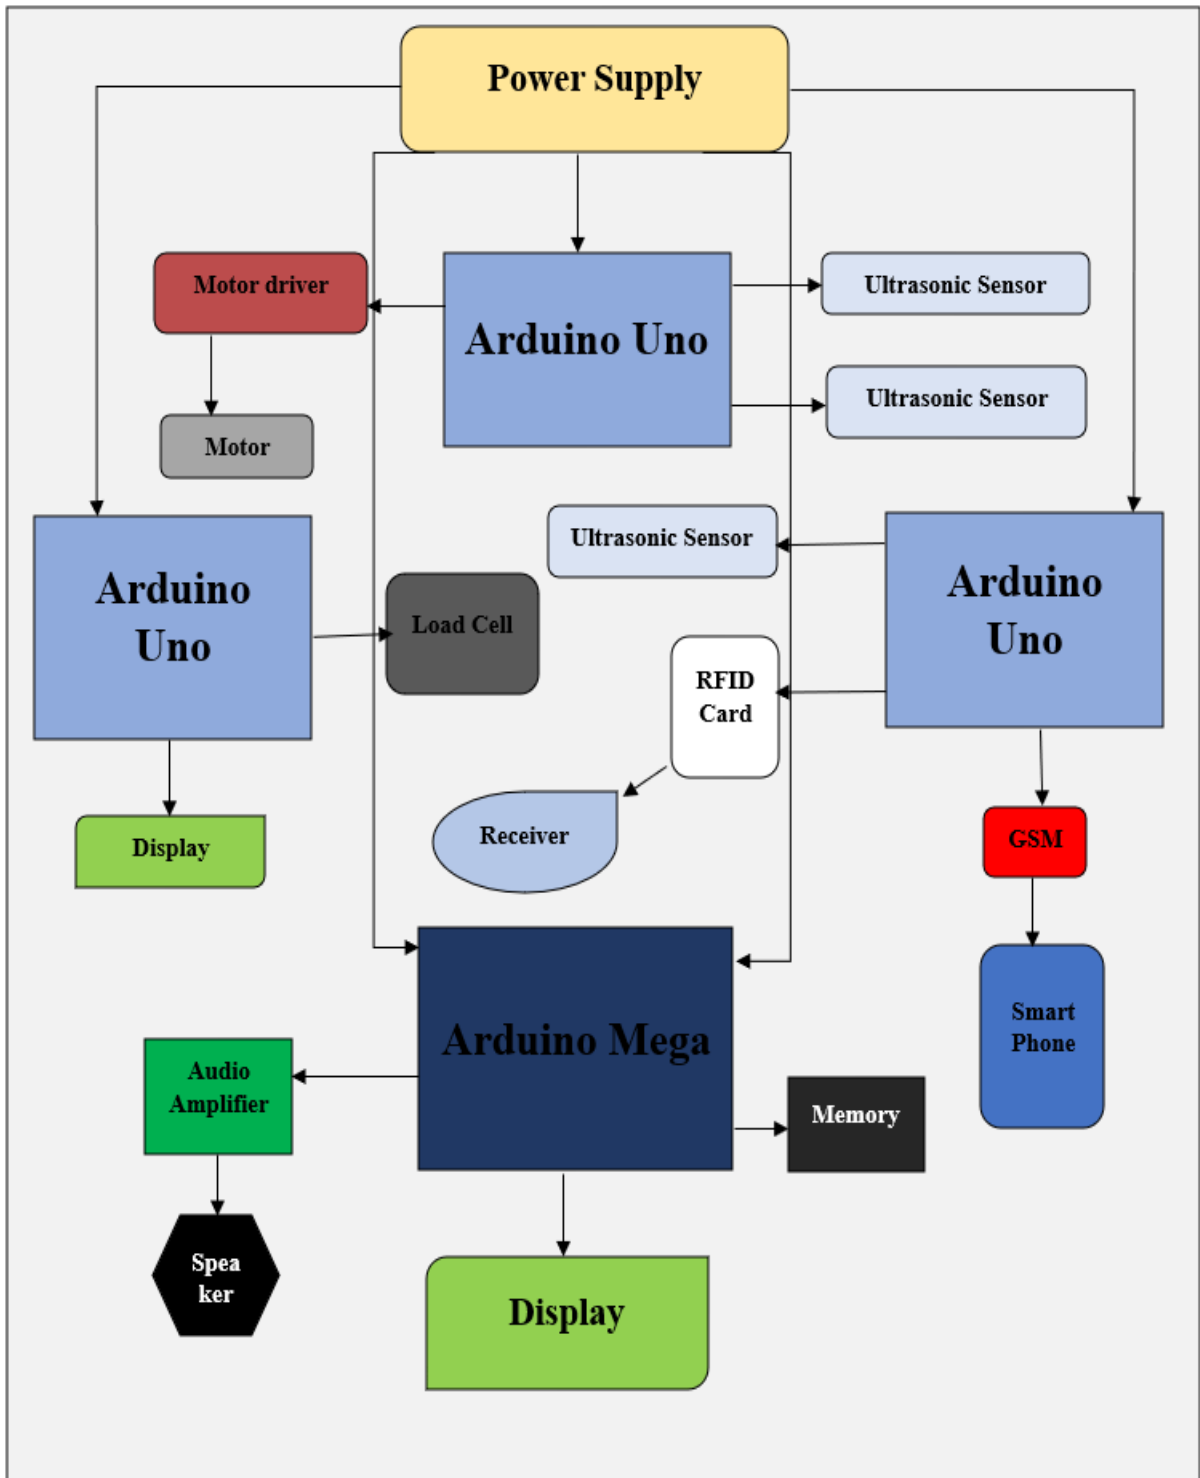 Power Supply
Motor driver
Arduino Uno
Ultrasonic Sensor
Ultrasonic Sensor
Motor
Arduino
Uno
Load Cell
Ultrasonic Sensor
RFID
Card
Arduino
Uno
Display
Receiver
GSM
Smart
Phone
Arduino Mega
Audio
Amplifier
Memory
Spea
ker
Display